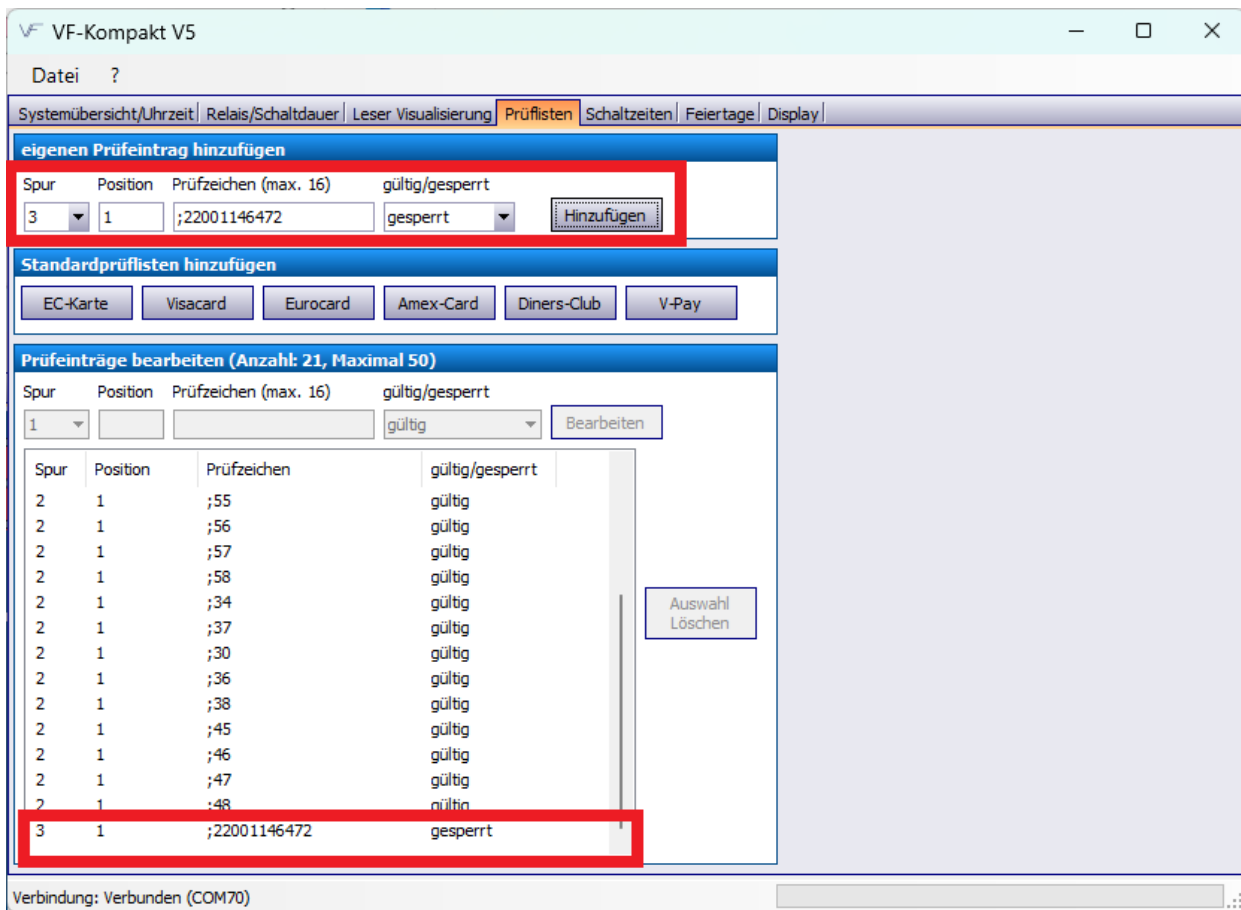 VF VF-Kompakt V5
Datei ?
Systemübersicht/Uhrzeit Relais/Schaltdauer Leser Visualisierung Prüflisten Schaltzeiten Feiertage Display
eigenen Prüfeintrag hinzufügen
Spur Position Prüfzeichen (max. 16) gültig/gesperrt
3 1 ;22001146472 gesperrt Hinzufügen
Standardprüflisten hinzufügen
EC-Karte Visacard Eurocard Amex-Card Diners-Club V-Pay
Prüfeinträge bearbeiten (Anzahl: 21, Maximal 50)
Spur Position Prüfzeichen (max. 16) gültig/gesperrt
1 gültig Bearbeiten
Spur Position Prüfzeichen gültig/gesperrt
2 1 ;55 gültig
2 1 ;56 gültig
2 1 ;57 gültig
2 1 ;58 gültig
2 1 ;34 gültig
2 1 ;37 gültig
2 1 ;30 gültig
2 1 ;36 gültig
2 1 ;38 gültig
2 1 ;45 gültig
2 1 ;46 gültig
2 1 ;47 gültig
2 1 ;48 gültig
3 1 ;22001146472 gesperrt
Auswahl
Löschen
Verbindung: Verbunden (COM70)